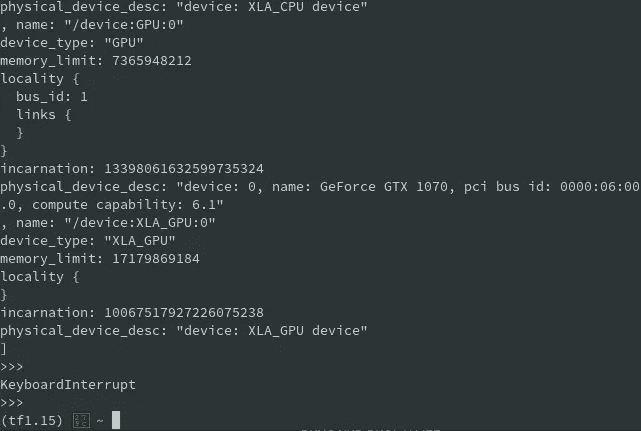 physical_device_desc: "device: XLA_CPU device"
, name: "/device:GPU:0"
device_type: "GPU"
memory_limit: 7365948212
locality {
  bus_id: 1
  links {
  }
}
incarnation: 13398061632599735324
physical_device_desc: "device: 0, name: GeForce GTX 1070, pci bus id: 0000:06:00
.0, compute capability: 6.1"
, name: "/device:XLA_GPU:0"
device_type: "XLA_GPU"
memory_limit: 17179869184
locality {
}
incarnation: 10067517927226075238
physical_device_desc: "device: XLA_GPU device"
]
>>>
KeyboardInterrupt
>>>
(tf1.15) ~